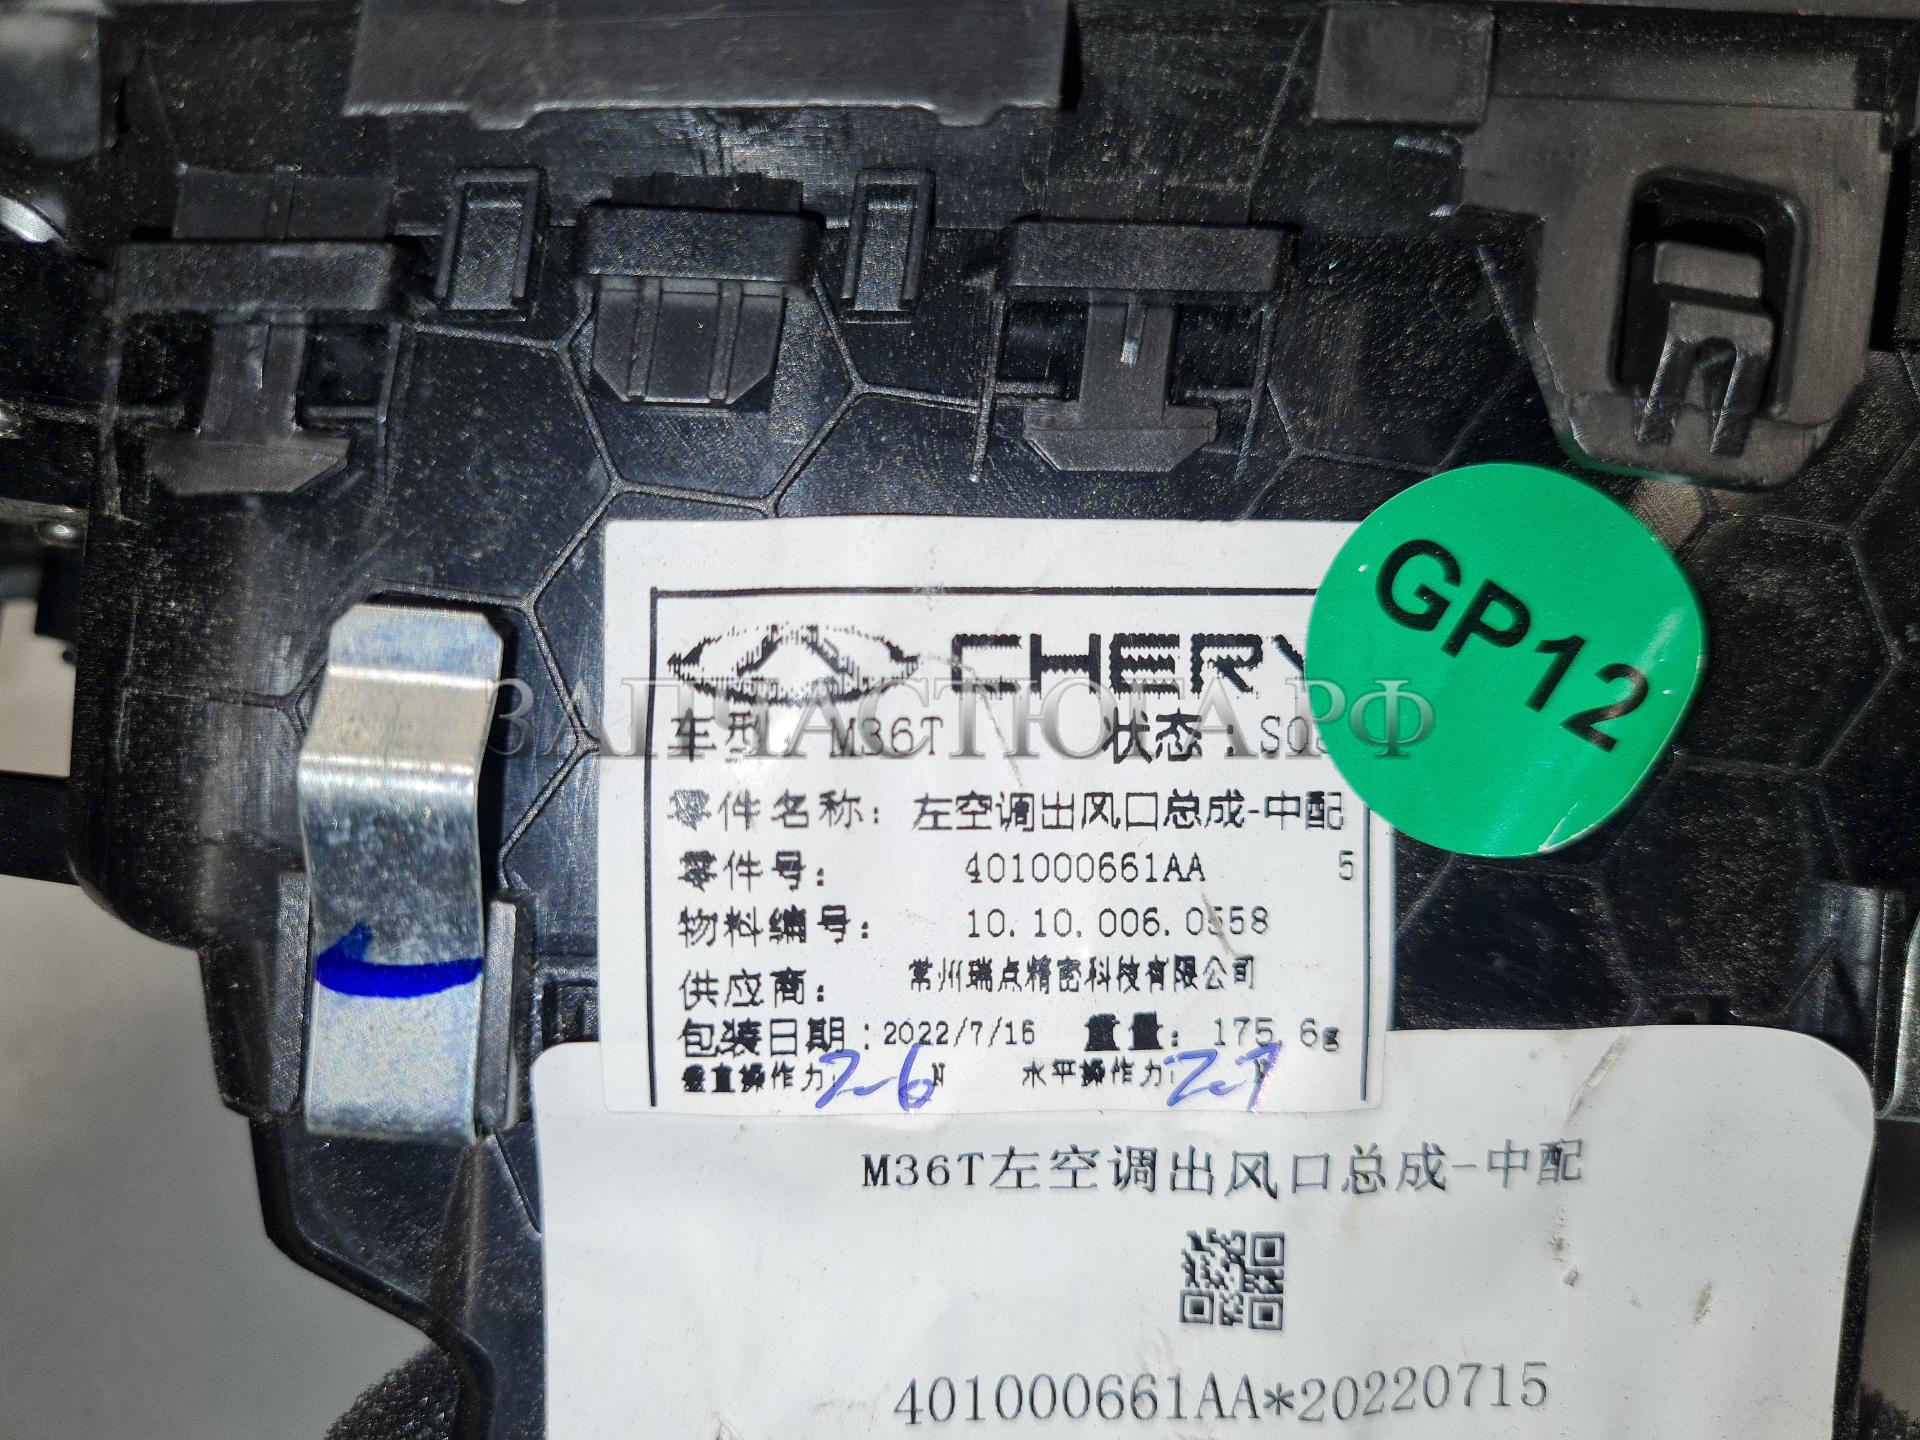 CHERY
GP12
ЗАПЧАСТЮГА.РФ
车型: M36T 状态:
零件名称: 左空调出风口总成-中配
零件号: 401000661AA 5
物料编号: 10.10.006.0558
供应商: 常州瑞点精密科技有限公司
包装日期: 2022/7/16 重量: 175.6g
垂直操作力: 2.6 N 水平操作力: 2.7 N
M36T左空调出风口总成-中配
401000661AA*20220715